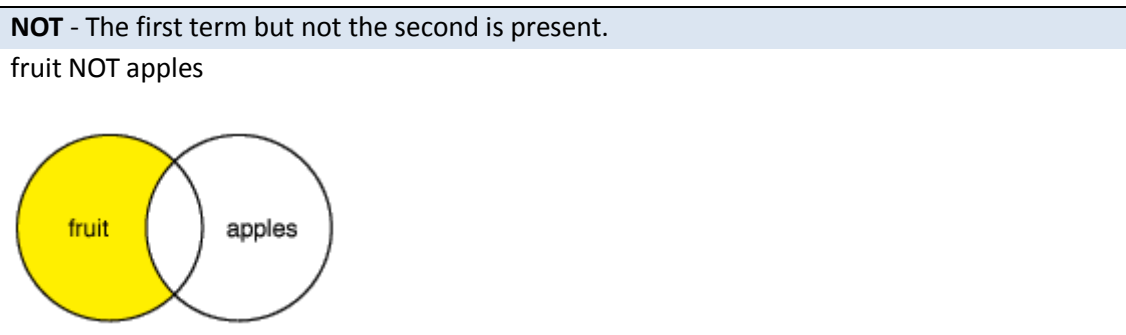 NOT - The first term but not the second is present.
fruit NOT apples
fruit apples